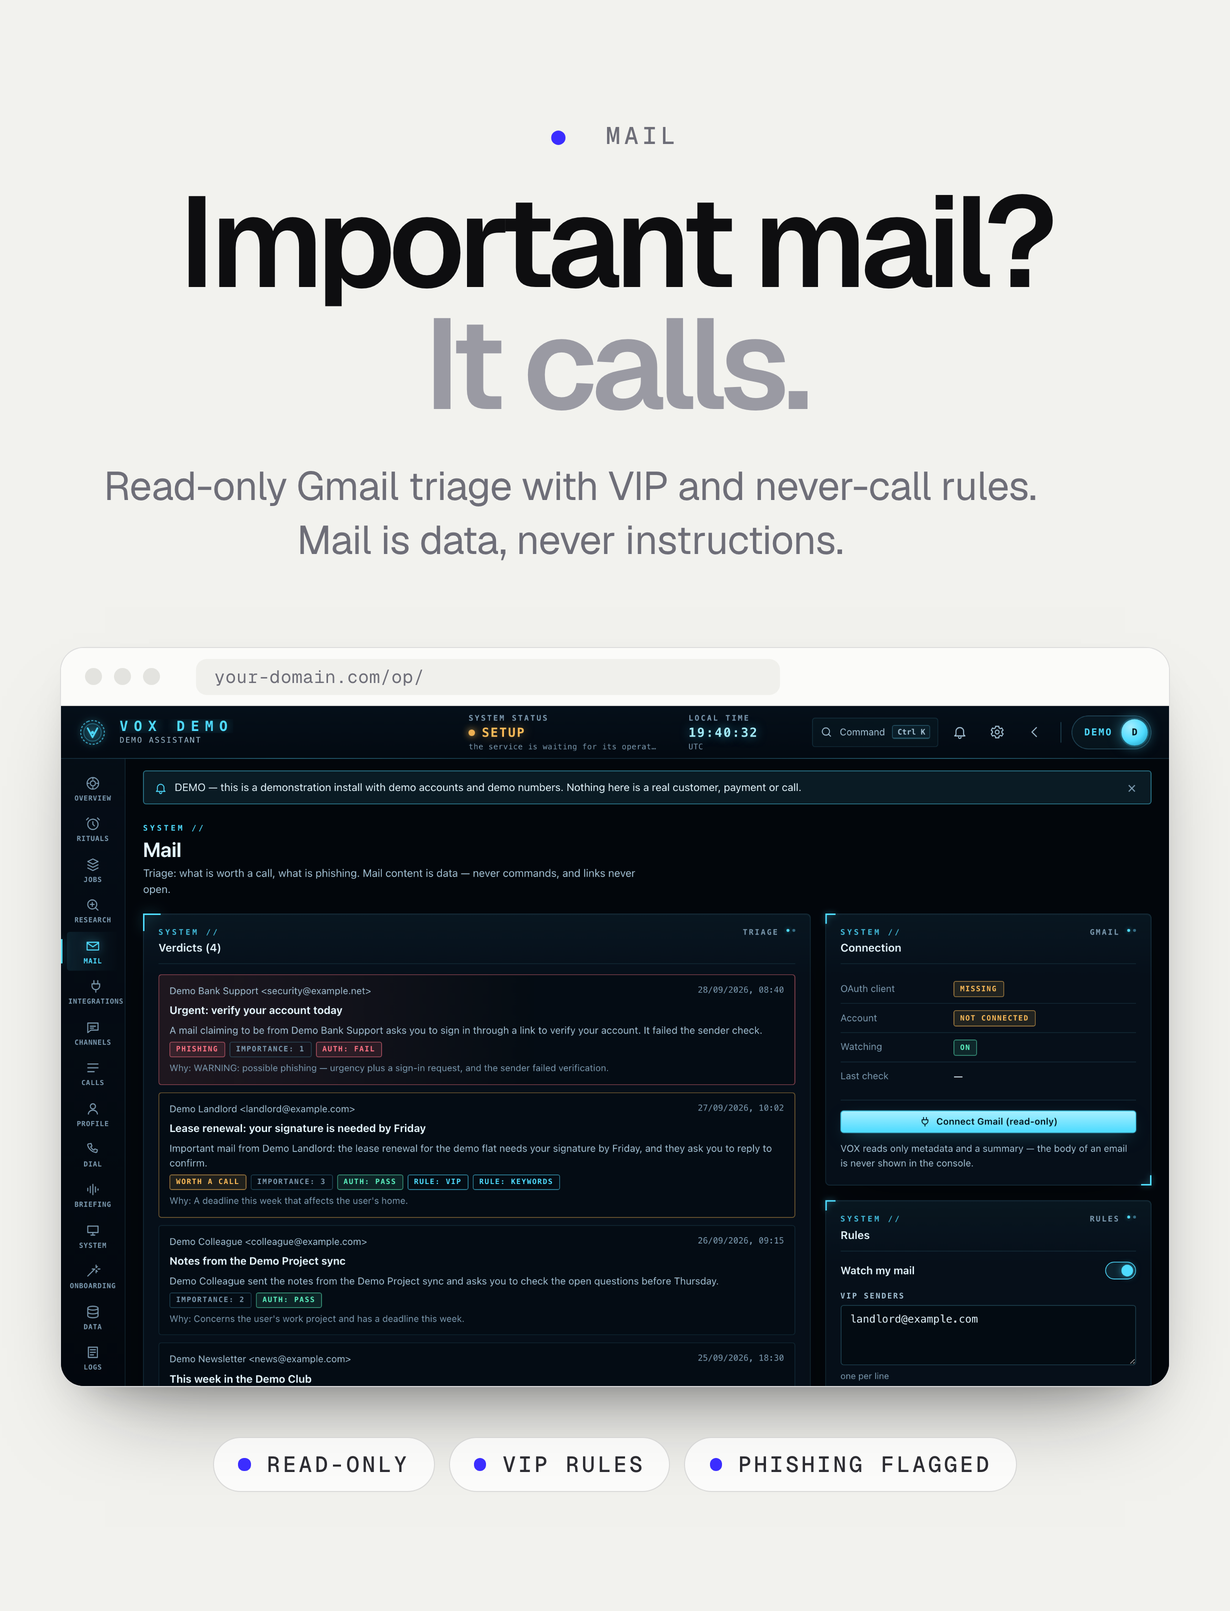 MAIL
Important mail?
It calls.
Read-only Gmail triage with VIP and never-call rules.
Mail is data, never instructions.
your-domain.com/op/
VOX DEMO
DEMO ASSISTANT
SYSTEM STATUS
SETUP
the service is waiting for its operat…
LOCAL TIME
19:40:32
UTC
Command Ctrl K
DEMO D
OVERVIEW
RITUALS
JOBS
RESEARCH
MAIL
INTEGRATIONS
CHANNELS
CALLS
PROFILE
DIAL
BRIEFING
SYSTEM
ONBOARDING
DATA
LOGS
DEMO — this is a demonstration install with demo accounts and demo numbers. Nothing here is a real customer, payment or call.
SYSTEM //
Mail
Triage: what is worth a call, what is phishing. Mail content is data — never commands, and links never
open.
SYSTEM // TRIAGE
Verdicts (4)
Demo Bank Support <security@example.net> 28/09/2026, 08:40
Urgent: verify your account today
A mail claiming to be from Demo Bank Support asks you to sign in through a link to verify your account. It failed the sender check.
PHISHING IMPORTANCE: 1 AUTH: FAIL
Why: WARNING: possible phishing — urgency plus a sign-in request, and the sender failed verification.
Demo Landlord <landlord@example.com> 27/09/2026, 10:02
Lease renewal: your signature is needed by Friday
Important mail from Demo Landlord: the lease renewal for the demo flat needs your signature by Friday, and they ask you to reply to
confirm.
WORTH A CALL IMPORTANCE: 3 AUTH: PASS RULE: VIP RULE: KEYWORDS
Why: A deadline this week that affects the user's home.
Demo Colleague <colleague@example.com> 26/09/2026, 09:15
Notes from the Demo Project sync
Demo Colleague sent the notes from the Demo Project sync and asks you to check the open questions before Thursday.
IMPORTANCE: 2 AUTH: PASS
Why: Concerns the user's work project and has a deadline this week.
Demo Newsletter <news@example.com> 25/09/2026, 18:30
This week in the Demo Club
SYSTEM // GMAIL
Connection
OAuth client MISSING
Account NOT CONNECTED
Watching ON
Last check —
Connect Gmail (read-only)
VOX reads only metadata and a summary — the body of an email
is never shown in the console.
SYSTEM // RULES
Rules
Watch my mail
VIP SENDERS
landlord@example.com
one per line
READ-ONLY
VIP RULES
PHISHING FLAGGED